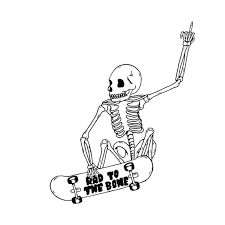 RAD TO
THE BONE